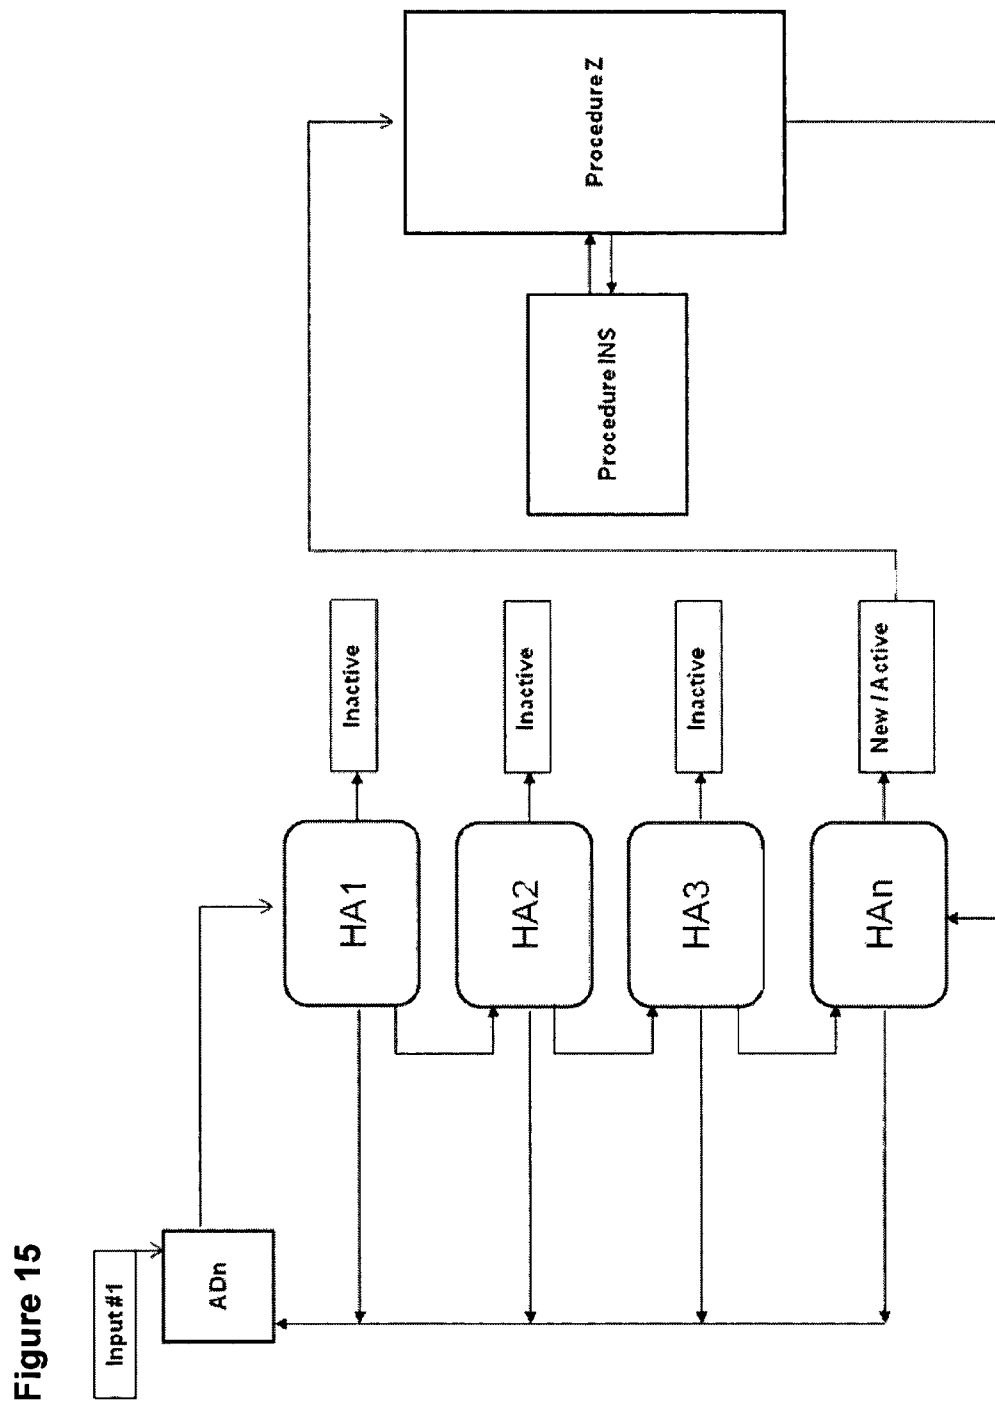 Figure 15
Input #1
ADn
HA1
Inactive
HA2
Inactive
HA3
Inactive
HAn
New / Active
Procedure INS
Procedure Z